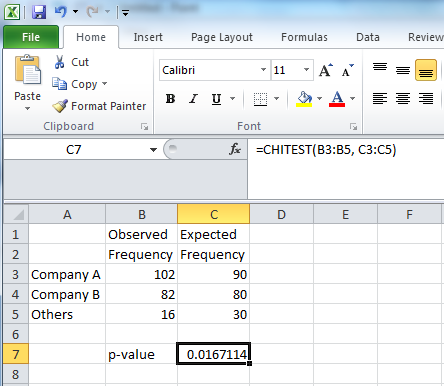 File Home Insert Page Layout Formulas Data Review
Cut
Copy
Format Painter
Paste
Clipboard
Calibri 11 A A
B I U A
Font
C7 fx =CHITEST(B3:B5, C3:C5)
A B C D E F
1 Observed Expected
2 Frequency Frequency
3 Company A 102 90
4 Company B 82 80
5 Others 16 30
6
7 p-value 0.0167114
8